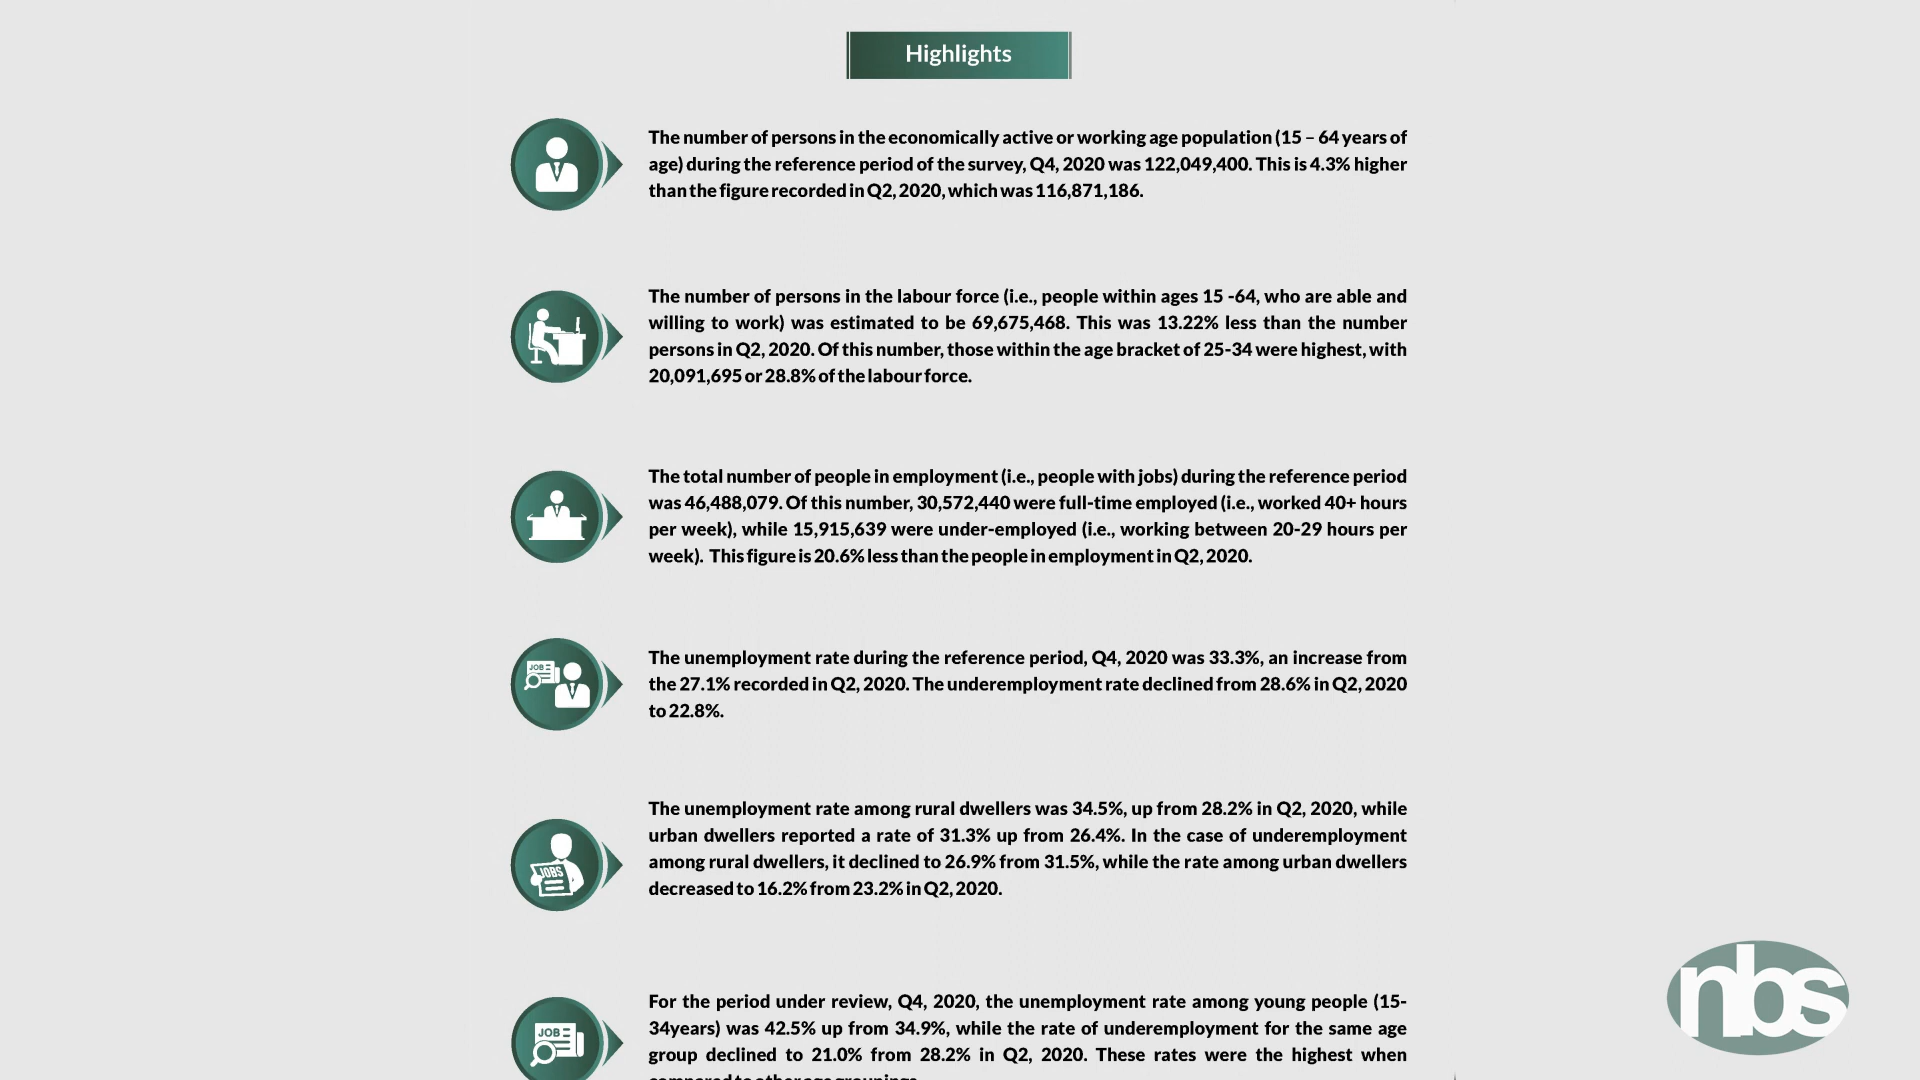 Highlights
The number of persons in the economically active or working age population (15 – 64 years of
age) during the reference period of the survey, Q4, 2020 was 122,049,400. This is 4.3% higher
than the figure recorded in Q2, 2020, which was 116,871,186.
The number of persons in the labour force (i.e., people within ages 15 -64, who are able and
willing to work) was estimated to be 69,675,468. This was 13.22% less than the number
persons in Q2, 2020. Of this number, those within the age bracket of 25-34 were highest, with
20,091,695 or 28.8% of the labour force.
The total number of people in employment (i.e., people with jobs) during the reference period
was 46,488,079. Of this number, 30,572,440 were full-time employed (i.e., worked 40+ hours
per week), while 15,915,639 were under-employed (i.e., working between 20-29 hours per
week). This figure is 20.6% less than the people in employment in Q2, 2020.
JOB
The unemployment rate during the reference period, Q4, 2020 was 33.3%, an increase from
the 27.1% recorded in Q2, 2020. The underemployment rate declined from 28.6% in Q2, 2020
to 22.8%.
JOBS
The unemployment rate among rural dwellers was 34.5%, up from 28.2% in Q2, 2020, while
urban dwellers reported a rate of 31.3% up from 26.4%. In the case of underemployment
among rural dwellers, it declined to 26.9% from 31.5%, while the rate among urban dwellers
decreased to 16.2% from 23.2% in Q2, 2020.
JOB
For the period under review, Q4, 2020, the unemployment rate among young people (15-
34years) was 42.5% up from 34.9%, while the rate of underemployment for the same age
group declined to 21.0% from 28.2% in Q2, 2020. These rates were the highest when
compared to other age groupings.
nbs